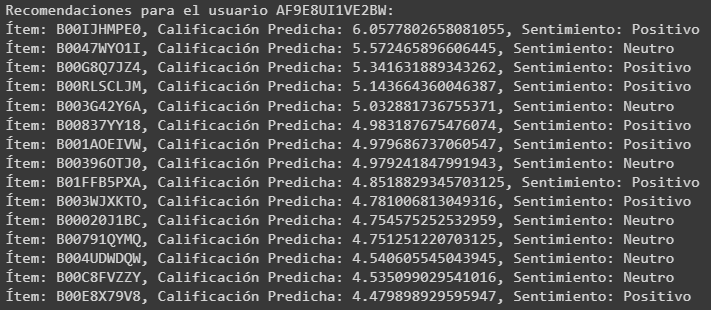 Recomendaciones para el usuario AF9E8UI1VE2BW:
Ítem: B00IJHMPE0, Calificación Predicha: 6.0577802658081055, Sentimiento: Positivo
Ítem: B0047WYO1I, Calificación Predicha: 5.572465896606445, Sentimiento: Neutro
Ítem: B00G8Q7JZ4, Calificación Predicha: 5.341631889343262, Sentimiento: Positivo
Ítem: B00RLSCLJM, Calificación Predicha: 5.143664360046387, Sentimiento: Positivo
Ítem: B003G42Y6A, Calificación Predicha: 5.032881736755371, Sentimiento: Neutro
Ítem: B00837YY18, Calificación Predicha: 4.983187675476074, Sentimiento: Positivo
Ítem: B001AOEIVW, Calificación Predicha: 4.979686737060547, Sentimiento: Positivo
Ítem: B00396OTJ0, Calificación Predicha: 4.979241847991943, Sentimiento: Neutro
Ítem: B01FFB5PXA, Calificación Predicha: 4.8518829345703125, Sentimiento: Positivo
Ítem: B003WJXKTO, Calificación Predicha: 4.781006813049316, Sentimiento: Positivo
Ítem: B00020J1BC, Calificación Predicha: 4.754575252532959, Sentimiento: Neutro
Ítem: B00791QYMQ, Calificación Predicha: 4.751251220703125, Sentimiento: Neutro
Ítem: B004UDWDQW, Calificación Predicha: 4.540605545043945, Sentimiento: Neutro
Ítem: B00C8FVZZY, Calificación Predicha: 4.535099029541016, Sentimiento: Neutro
Ítem: B00E8X79V8, Calificación Predicha: 4.479898929595947, Sentimiento: Positivo